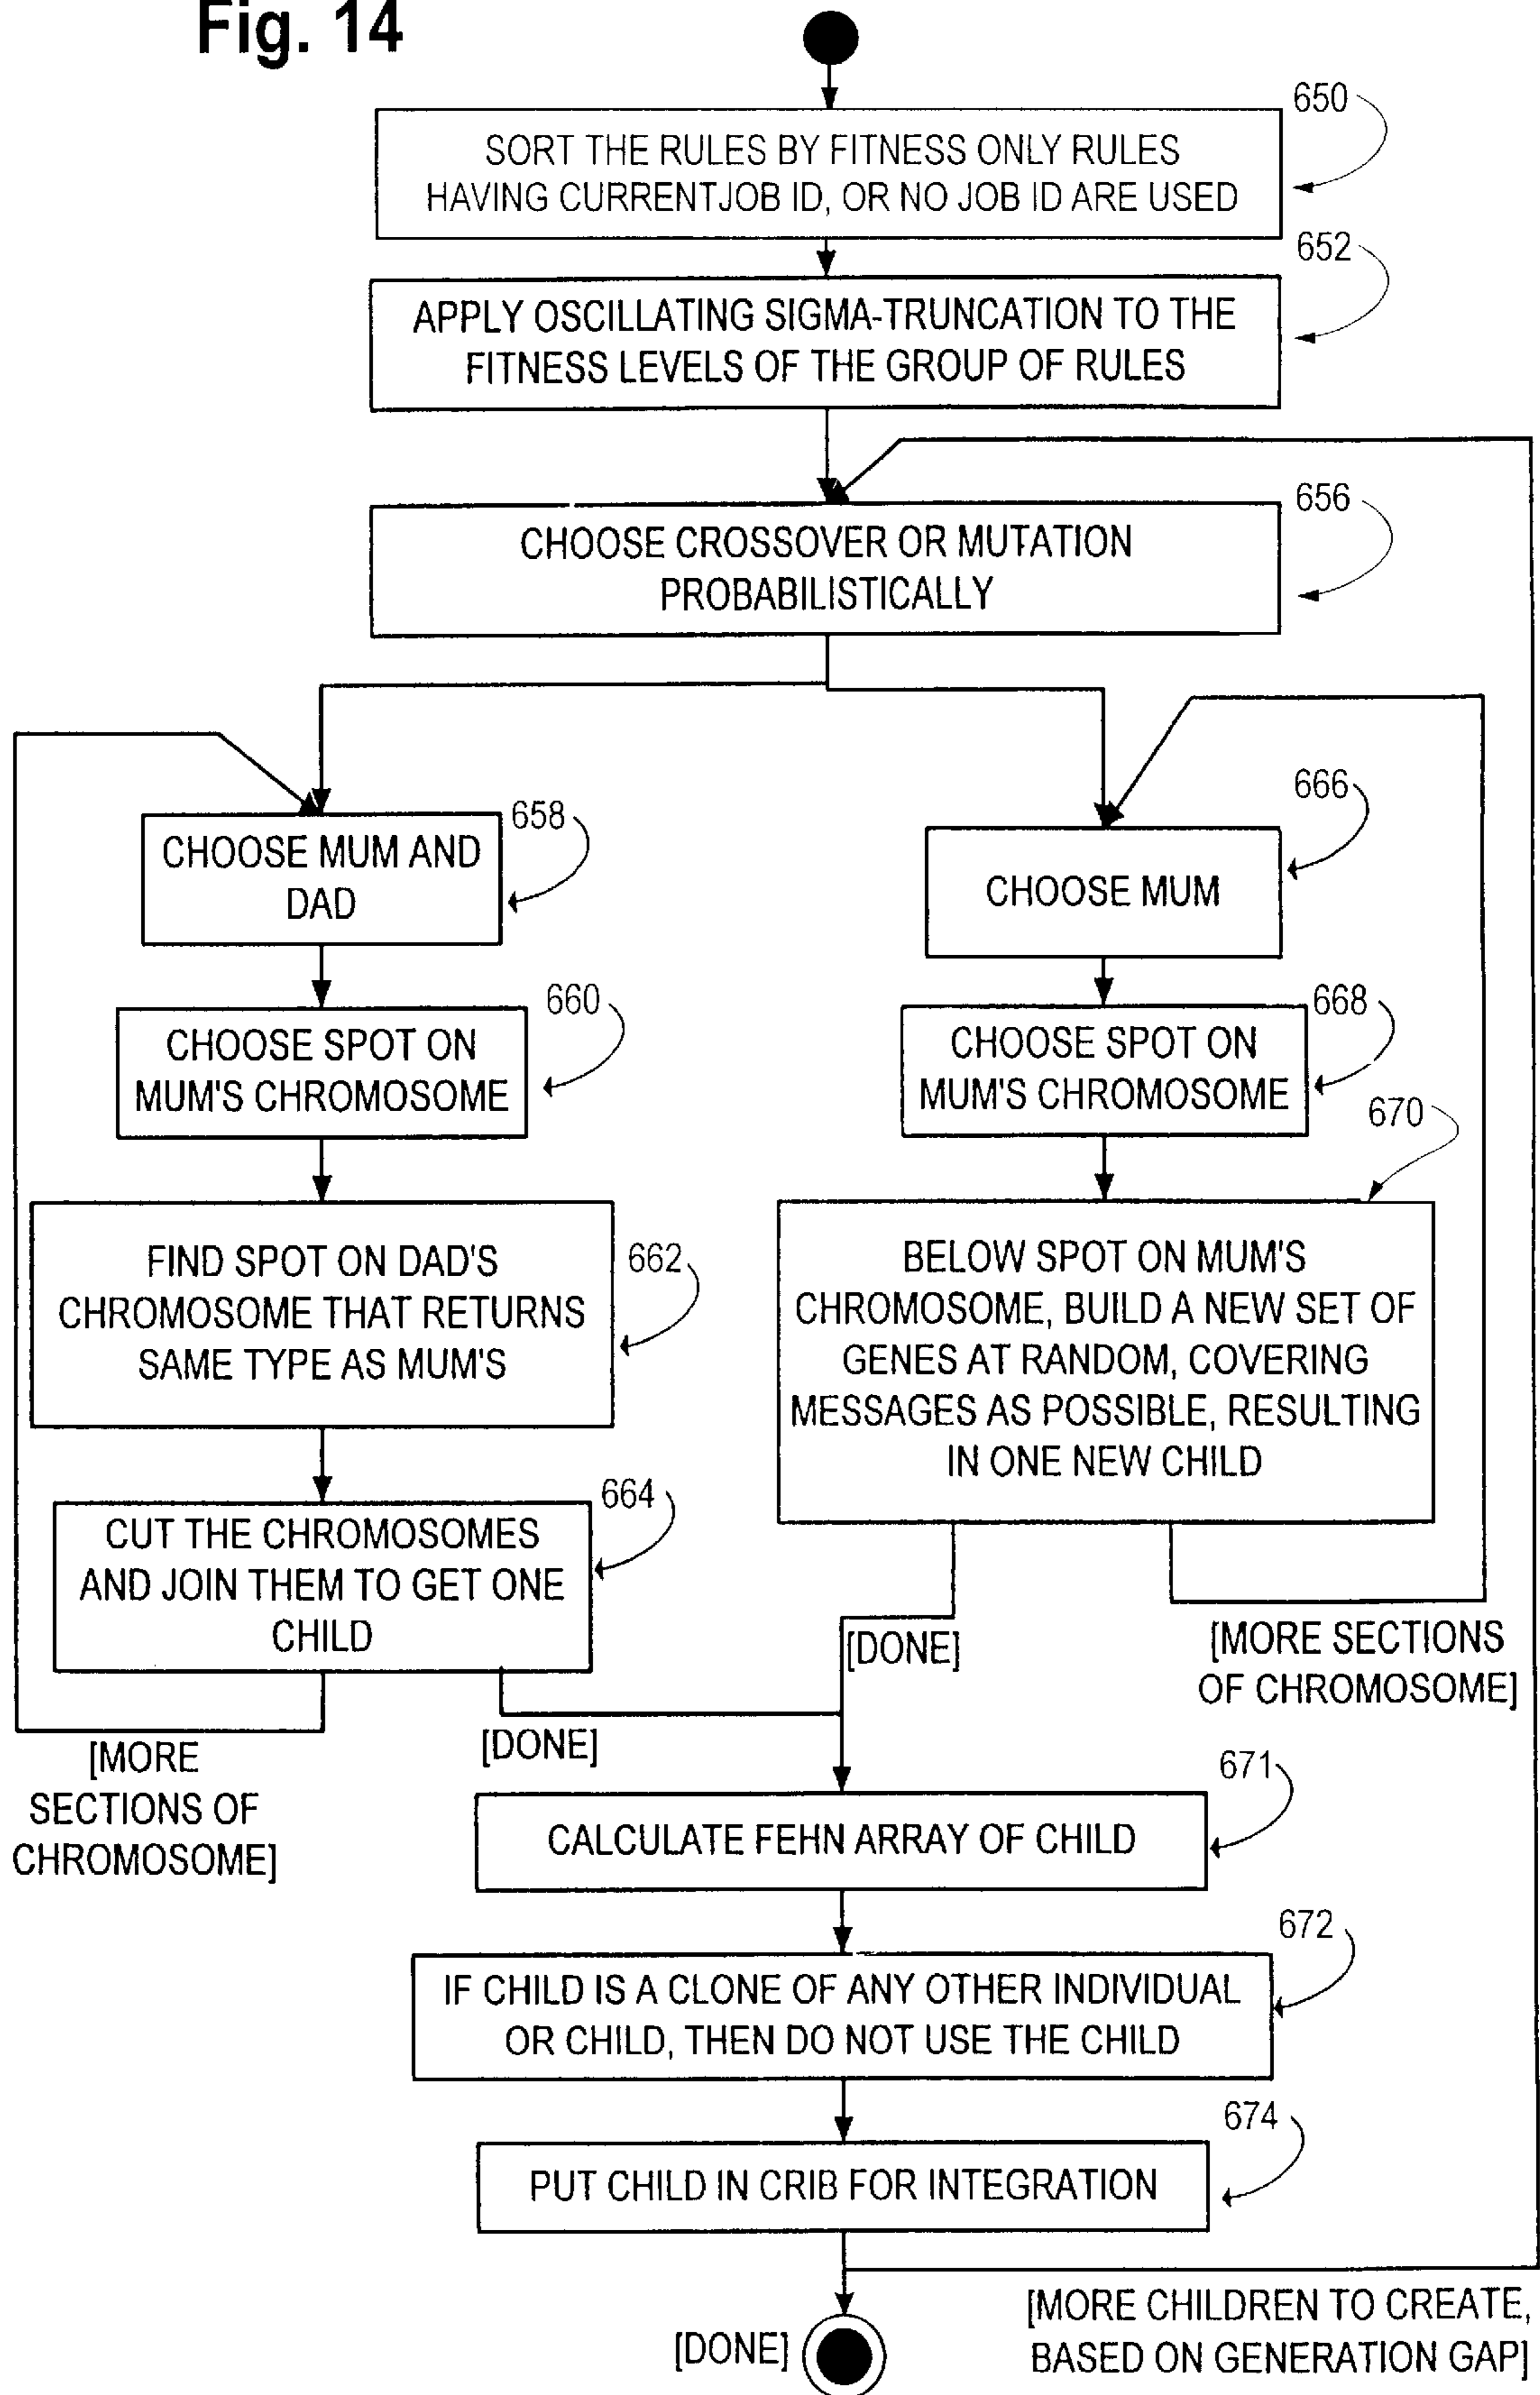 Fig. 14
650
SORT THE RULES BY FITNESS ONLY RULES
HAVING CURRENTJOB ID, OR NO JOB ID ARE USED
652
APPLY OSCILLATING SIGMA-TRUNCATION TO THE
FITNESS LEVELS OF THE GROUP OF RULES
656
CHOOSE CROSSOVER OR MUTATION
PROBABILISTICALLY
658
CHOOSE MUM AND
DAD
660
CHOOSE SPOT ON
MUM'S CHROMOSOME
662
FIND SPOT ON DAD'S
CHROMOSOME THAT RETURNS
SAME TYPE AS MUM'S
664
CUT THE CHROMOSOMES
AND JOIN THEM TO GET ONE
CHILD
[MORE
SECTIONS OF
CHROMOSOME]
[DONE]
666
CHOOSE MUM
668
CHOOSE SPOT ON
MUM'S CHROMOSOME
670
BELOW SPOT ON MUM'S
CHROMOSOME, BUILD A NEW SET OF
GENES AT RANDOM, COVERING
MESSAGES AS POSSIBLE, RESULTING
IN ONE NEW CHILD
[DONE]
[MORE SECTIONS
OF CHROMOSOME]
671
CALCULATE FEHN ARRAY OF CHILD
672
IF CHILD IS A CLONE OF ANY OTHER INDIVIDUAL
OR CHILD, THEN DO NOT USE THE CHILD
674
PUT CHILD IN CRIB FOR INTEGRATION
[DONE]
[MORE CHILDREN TO CREATE,
BASED ON GENERATION GAP]